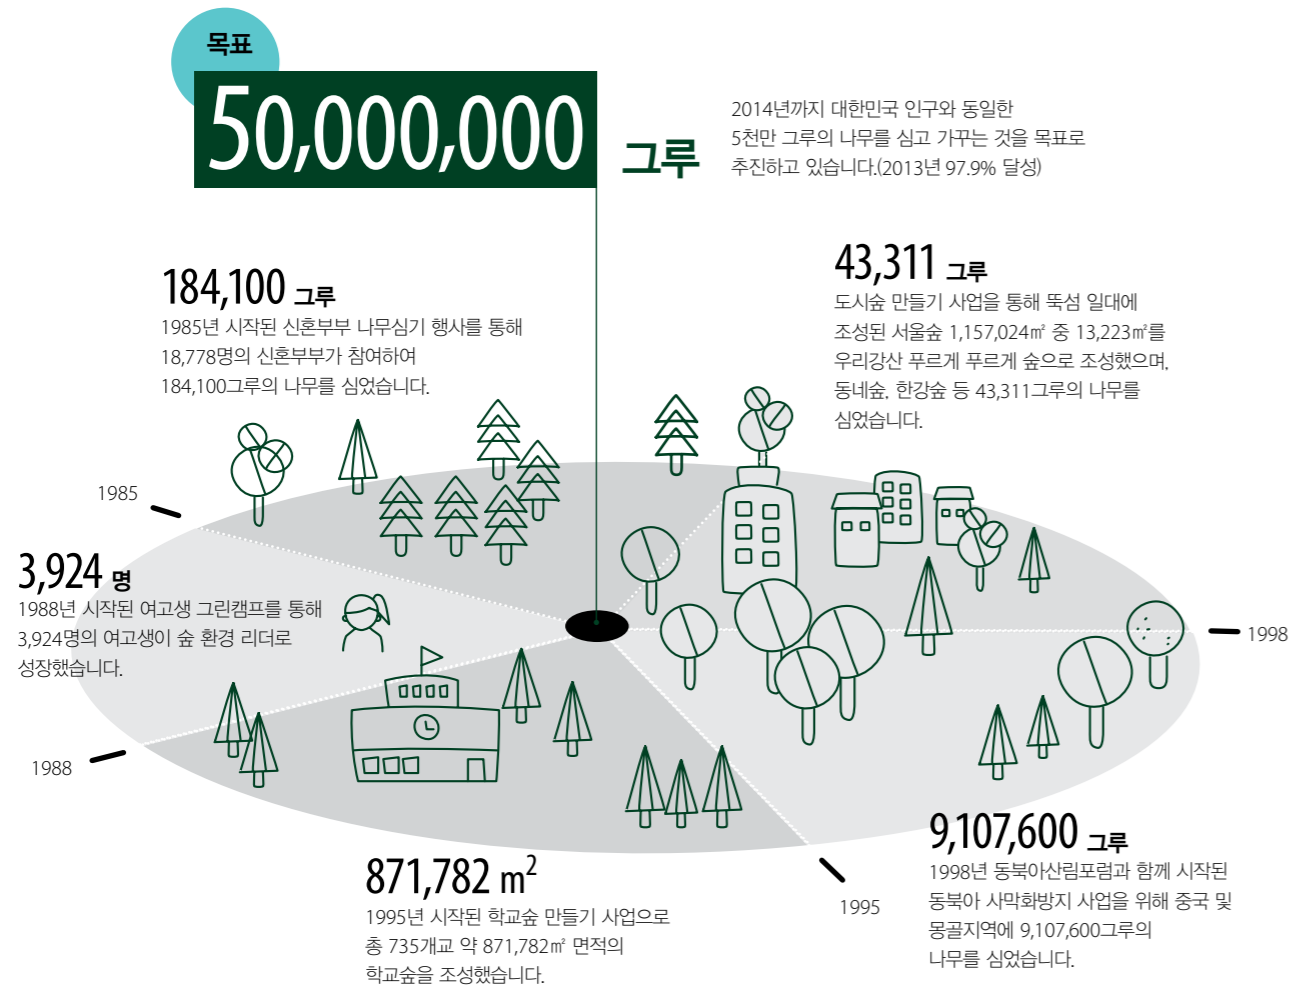 목표
50,000,000 그루
2014년까지 대한민국 인구와 동일한
5천만 그루의 나무를 심고 가꾸는 것을 목표로
추진하고 있습니다.(2013년 97.9% 달성)
184,100 그루
1985년 시작된 신혼부부 나무심기 행사를 통해
18,778명의 신혼부부가 참여하여
184,100그루의 나무를 심었습니다.
43,311 그루
도시숲 만들기 사업을 통해 뚝섬 일대에
조성된 서울숲 1,157,024㎡ 중 13,223㎡를
우리강산 푸르게 푸르게 숲으로 조성했으며,
동네숲, 한강숲 등 43,311그루의 나무를
심었습니다.
1985
3,924 명
1988년 시작된 여고생 그린캠프를 통해
3,924명의 여고생이 숲 환경 리더로
성장했습니다.
1998
1988
871,782 m²
1995년 시작된 학교숲 만들기 사업으로
총 735개교 약 871,782㎡ 면적의
학교숲을 조성했습니다.
1995
9,107,600 그루
1998년 동북아산림포럼과 함께 시작된
동북아 사막화방지 사업을 위해 중국 및
몽골지역에 9,107,600그루의
나무를 심었습니다.